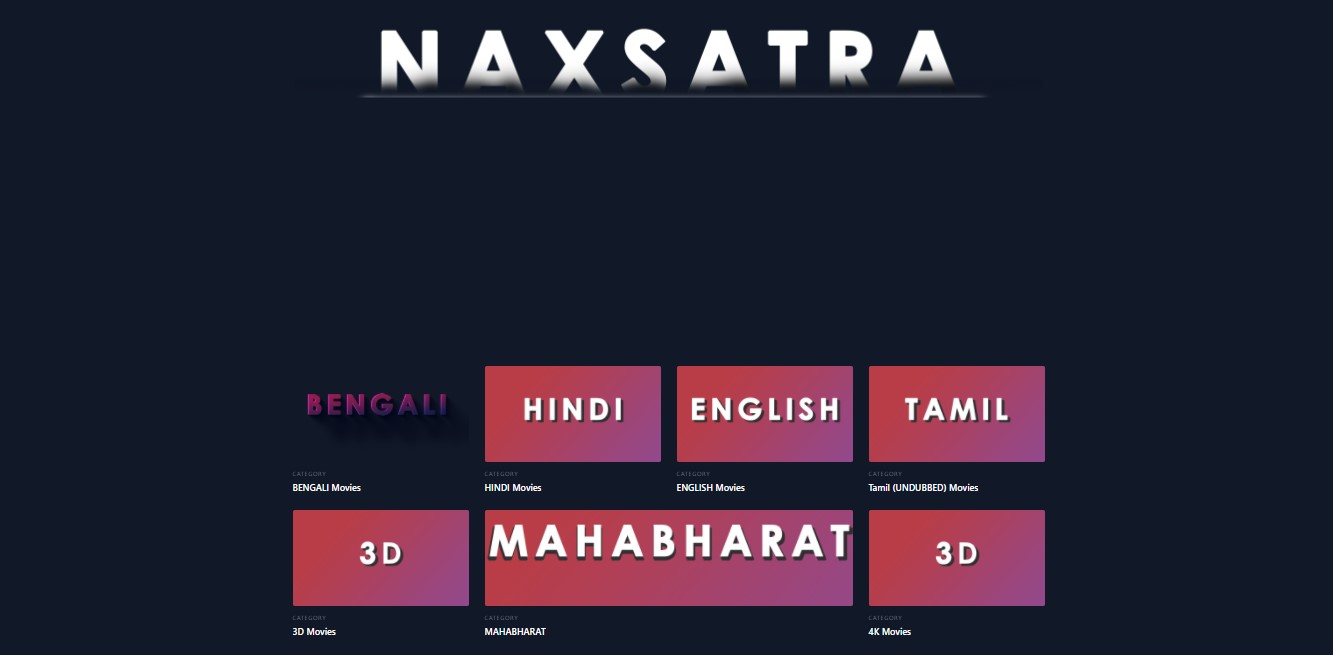 NAXSATRA
BENGALI
HINDI
ENGLISH
TAMIL
CATEGORY
BENGALI Movies
CATEGORY
HINDI Movies
CATEGORY
ENGLISH Movies
CATEGORY
Tamil (UNDUBBED) Movies
3D
MAHABHARAT
3D
CATEGORY
3D Movies
CATEGORY
MAHABHARAT
CATEGORY
4K Movies